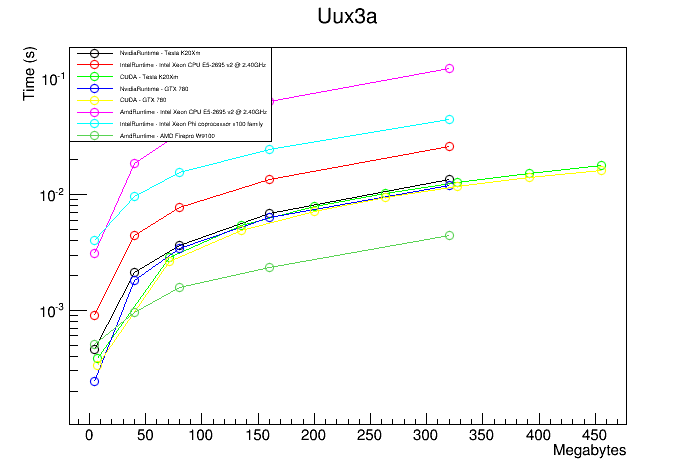 Uux3a
Time (s)
NvidiaRuntime - Tesla K20Xm
IntelRuntime - Intel Xeon CPU E5-2695 v2 @ 2.40GHz
CUDA - Tesla K20Xm
NvidiaRuntime - GTX 780
CUDA - GTX 780
AmdRuntime - Intel Xeon CPU E5-2695 v2 @ 2.40GHz
IntelRuntime - Intel Xeon Phi coprocessor x100 family
AmdRuntime - AMD Firepro W9100
10⁻¹
10⁻²
10⁻³
0 50 100 150 200 250 300 350 400 450
Megabytes